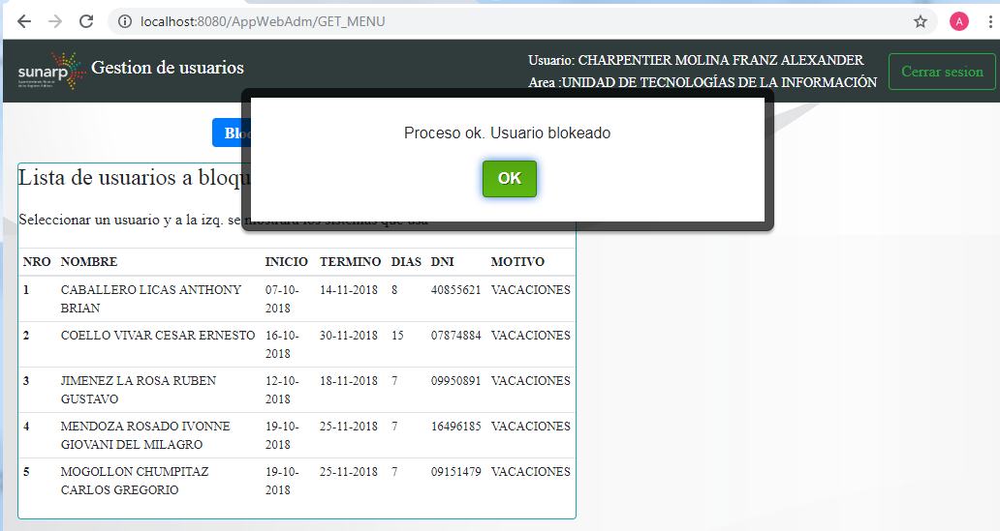 localhost:8080/AppWebAdm/GET_MENU
A
sunarp
Gestion de usuarios
Usuario: CHARPENTIER MOLINA FRANZ ALEXANDER
Area :UNIDAD DE TECNOLOGÍAS DE LA INFORMACIÓN
Cerrar sesion
Proceso ok. Usuario blokeado
OK
Lista de usuarios a bloqu
Seleccionar un usuario y a la izq. se mostrara los sistemas que usa
NRO NOMBRE INICIO TERMINO DIAS DNI MOTIVO
1 CABALLERO LICAS ANTHONY 07-10- 14-11-2018 8 40855621 VACACIONES
BRIAN 2018
2 COELLO VIVAR CESAR ERNESTO 16-10- 30-11-2018 15 07874884 VACACIONES
2018
3 JIMENEZ LA ROSA RUBEN 12-10- 18-11-2018 7 09950891 VACACIONES
GUSTAVO 2018
4 MENDOZA ROSADO IVONNE 19-10- 25-11-2018 7 16496185 VACACIONES
GIOVANI DEL MILAGRO 2018
5 MOGOLLON CHUMPITAZ 19-10- 25-11-2018 7 09151479 VACACIONES
CARLOS GREGORIO 2018